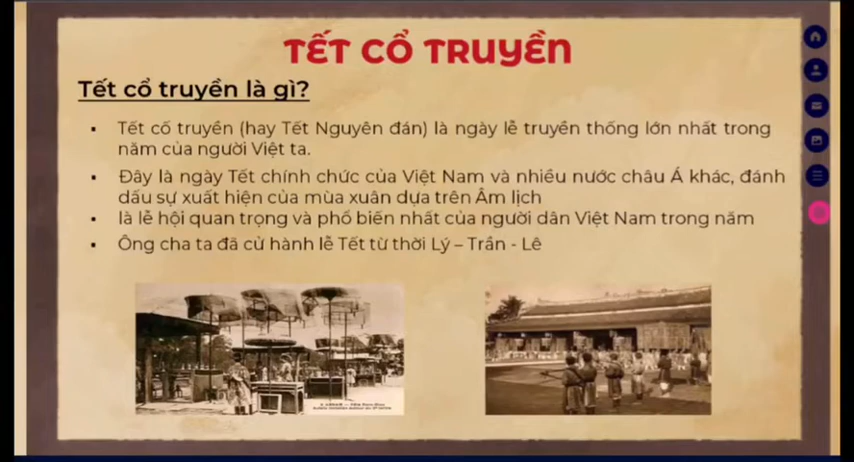 TẾT CỔ TRUYỀN
Tết cổ truyền là gì?
Tết cổ truyền (hay Tết Nguyên đán) là ngày lễ truyền thống lớn nhất trong
năm của người Việt ta.
Đây là ngày Tết chính chức của Việt Nam và nhiều nước châu Á khác, đánh
dấu sự xuất hiện của mùa xuân dựa trên Âm lịch
là lễ hội quan trọng và phổ biến nhất của người dân Việt Nam trong năm
Ông cha ta đã cử hành lễ Tết từ thời Lý – Trần - Lê